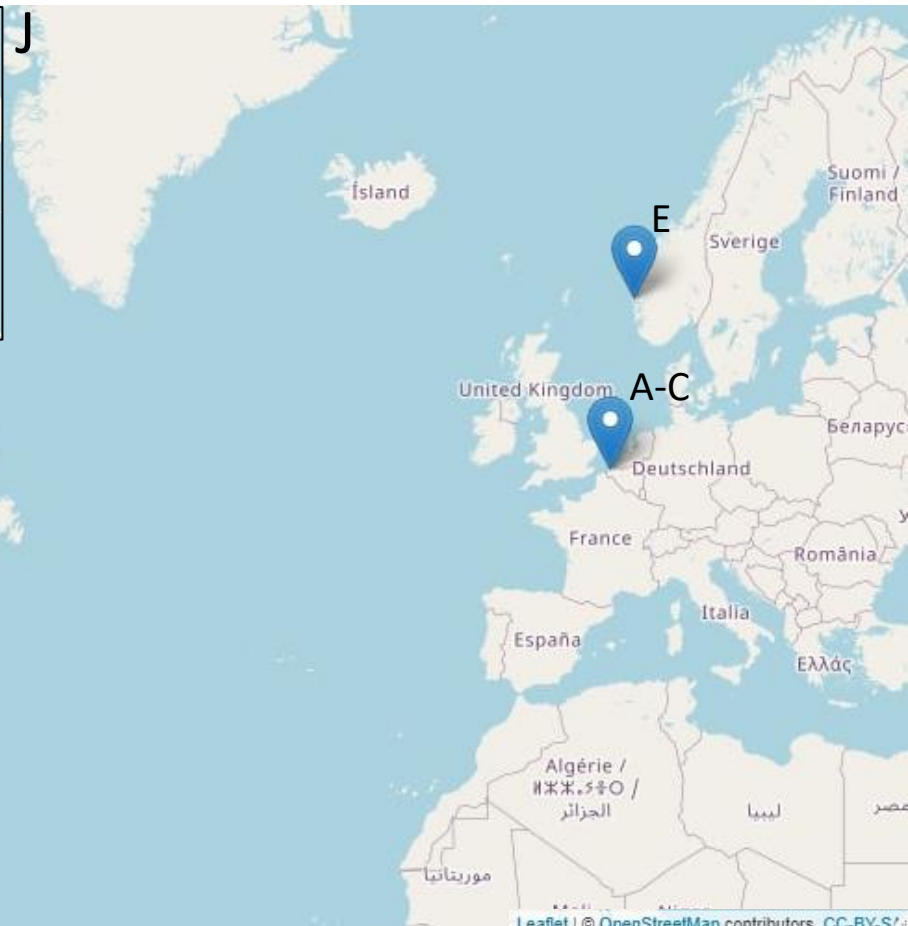 J
Ísland
Suomi /
Finland
E
Sverige
United Kingdom
A-C
Беларус
Deutschland
France
România
Italia
España
Ελλάς
Algérie /
ⵍⵣⵣⴰⵢⴻⵔ /
الجزائر
ليبيا
مصر
موريتانيا
Leaflet | © OpenStreetMap contributors, CC-BY-S